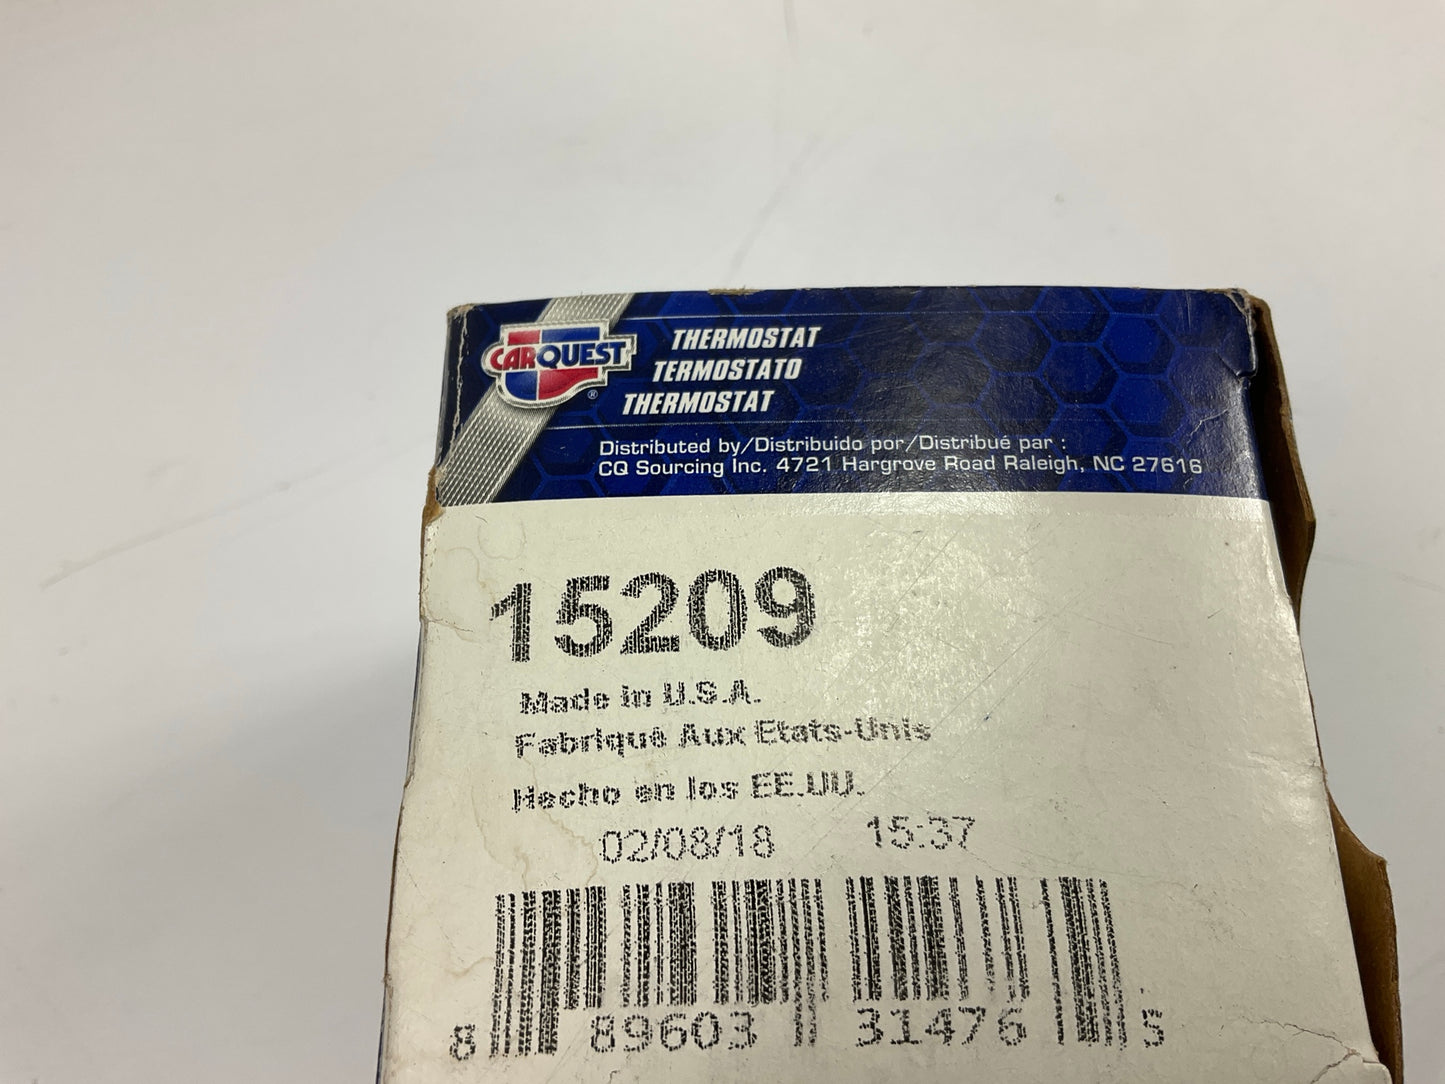 CARQUEST®
THERMOSTAT
TERMOSTATO
THERMOSTAT
Distributed by/Distribuido por/Distribué par :
CQ Sourcing Inc. 4721 Hargrove Road Raleigh, NC 27616
15209
Made in U.S.A.
Fabriqué Aux Etats-Unis
Hecho en los EE.UU.
02/08/18 15:37
8 89603 31476 5